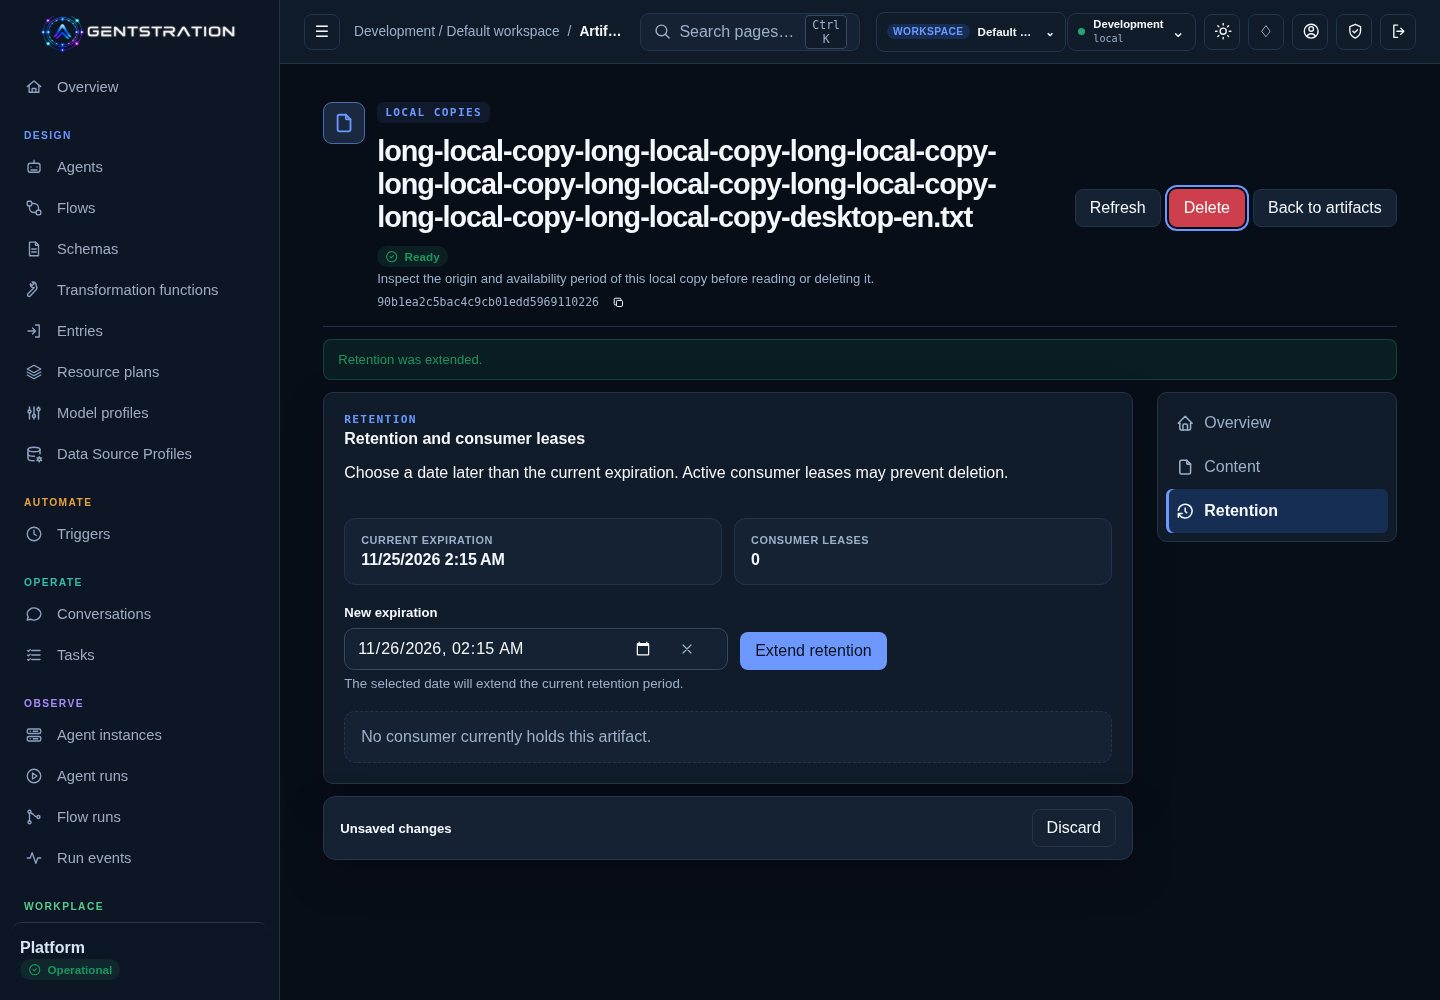 GENTSTRATION
Overview
DESIGN
Agents
Flows
Schemas
Transformation functions
Entries
Resource plans
Model profiles
Data Source Profiles
AUTOMATE
Triggers
OPERATE
Conversations
Tasks
OBSERVE
Agent instances
Agent runs
Flow runs
Run events
WORKPLACE
Platform
Operational
Development / Default workspace / Artif…
Search pages…
Ctrl
K
WORKSPACE Default …
Development
local
LOCAL COPIES
long-local-copy-long-local-copy-long-local-copy-
long-local-copy-long-local-copy-long-local-copy-
long-local-copy-long-local-copy-desktop-en.txt
Ready
Inspect the origin and availability period of this local copy before reading or deleting it.
90b1ea2c5bac4c9cb01edd5969110226
Refresh
Delete
Back to artifacts
Retention was extended.
RETENTION
Retention and consumer leases
Choose a date later than the current expiration. Active consumer leases may prevent deletion.
CURRENT EXPIRATION
11/25/2026 2:15 AM
CONSUMER LEASES
0
New expiration
11/26/2026, 02:15 AM
Extend retention
The selected date will extend the current retention period.
No consumer currently holds this artifact.
Unsaved changes
Discard
Overview
Content
Retention